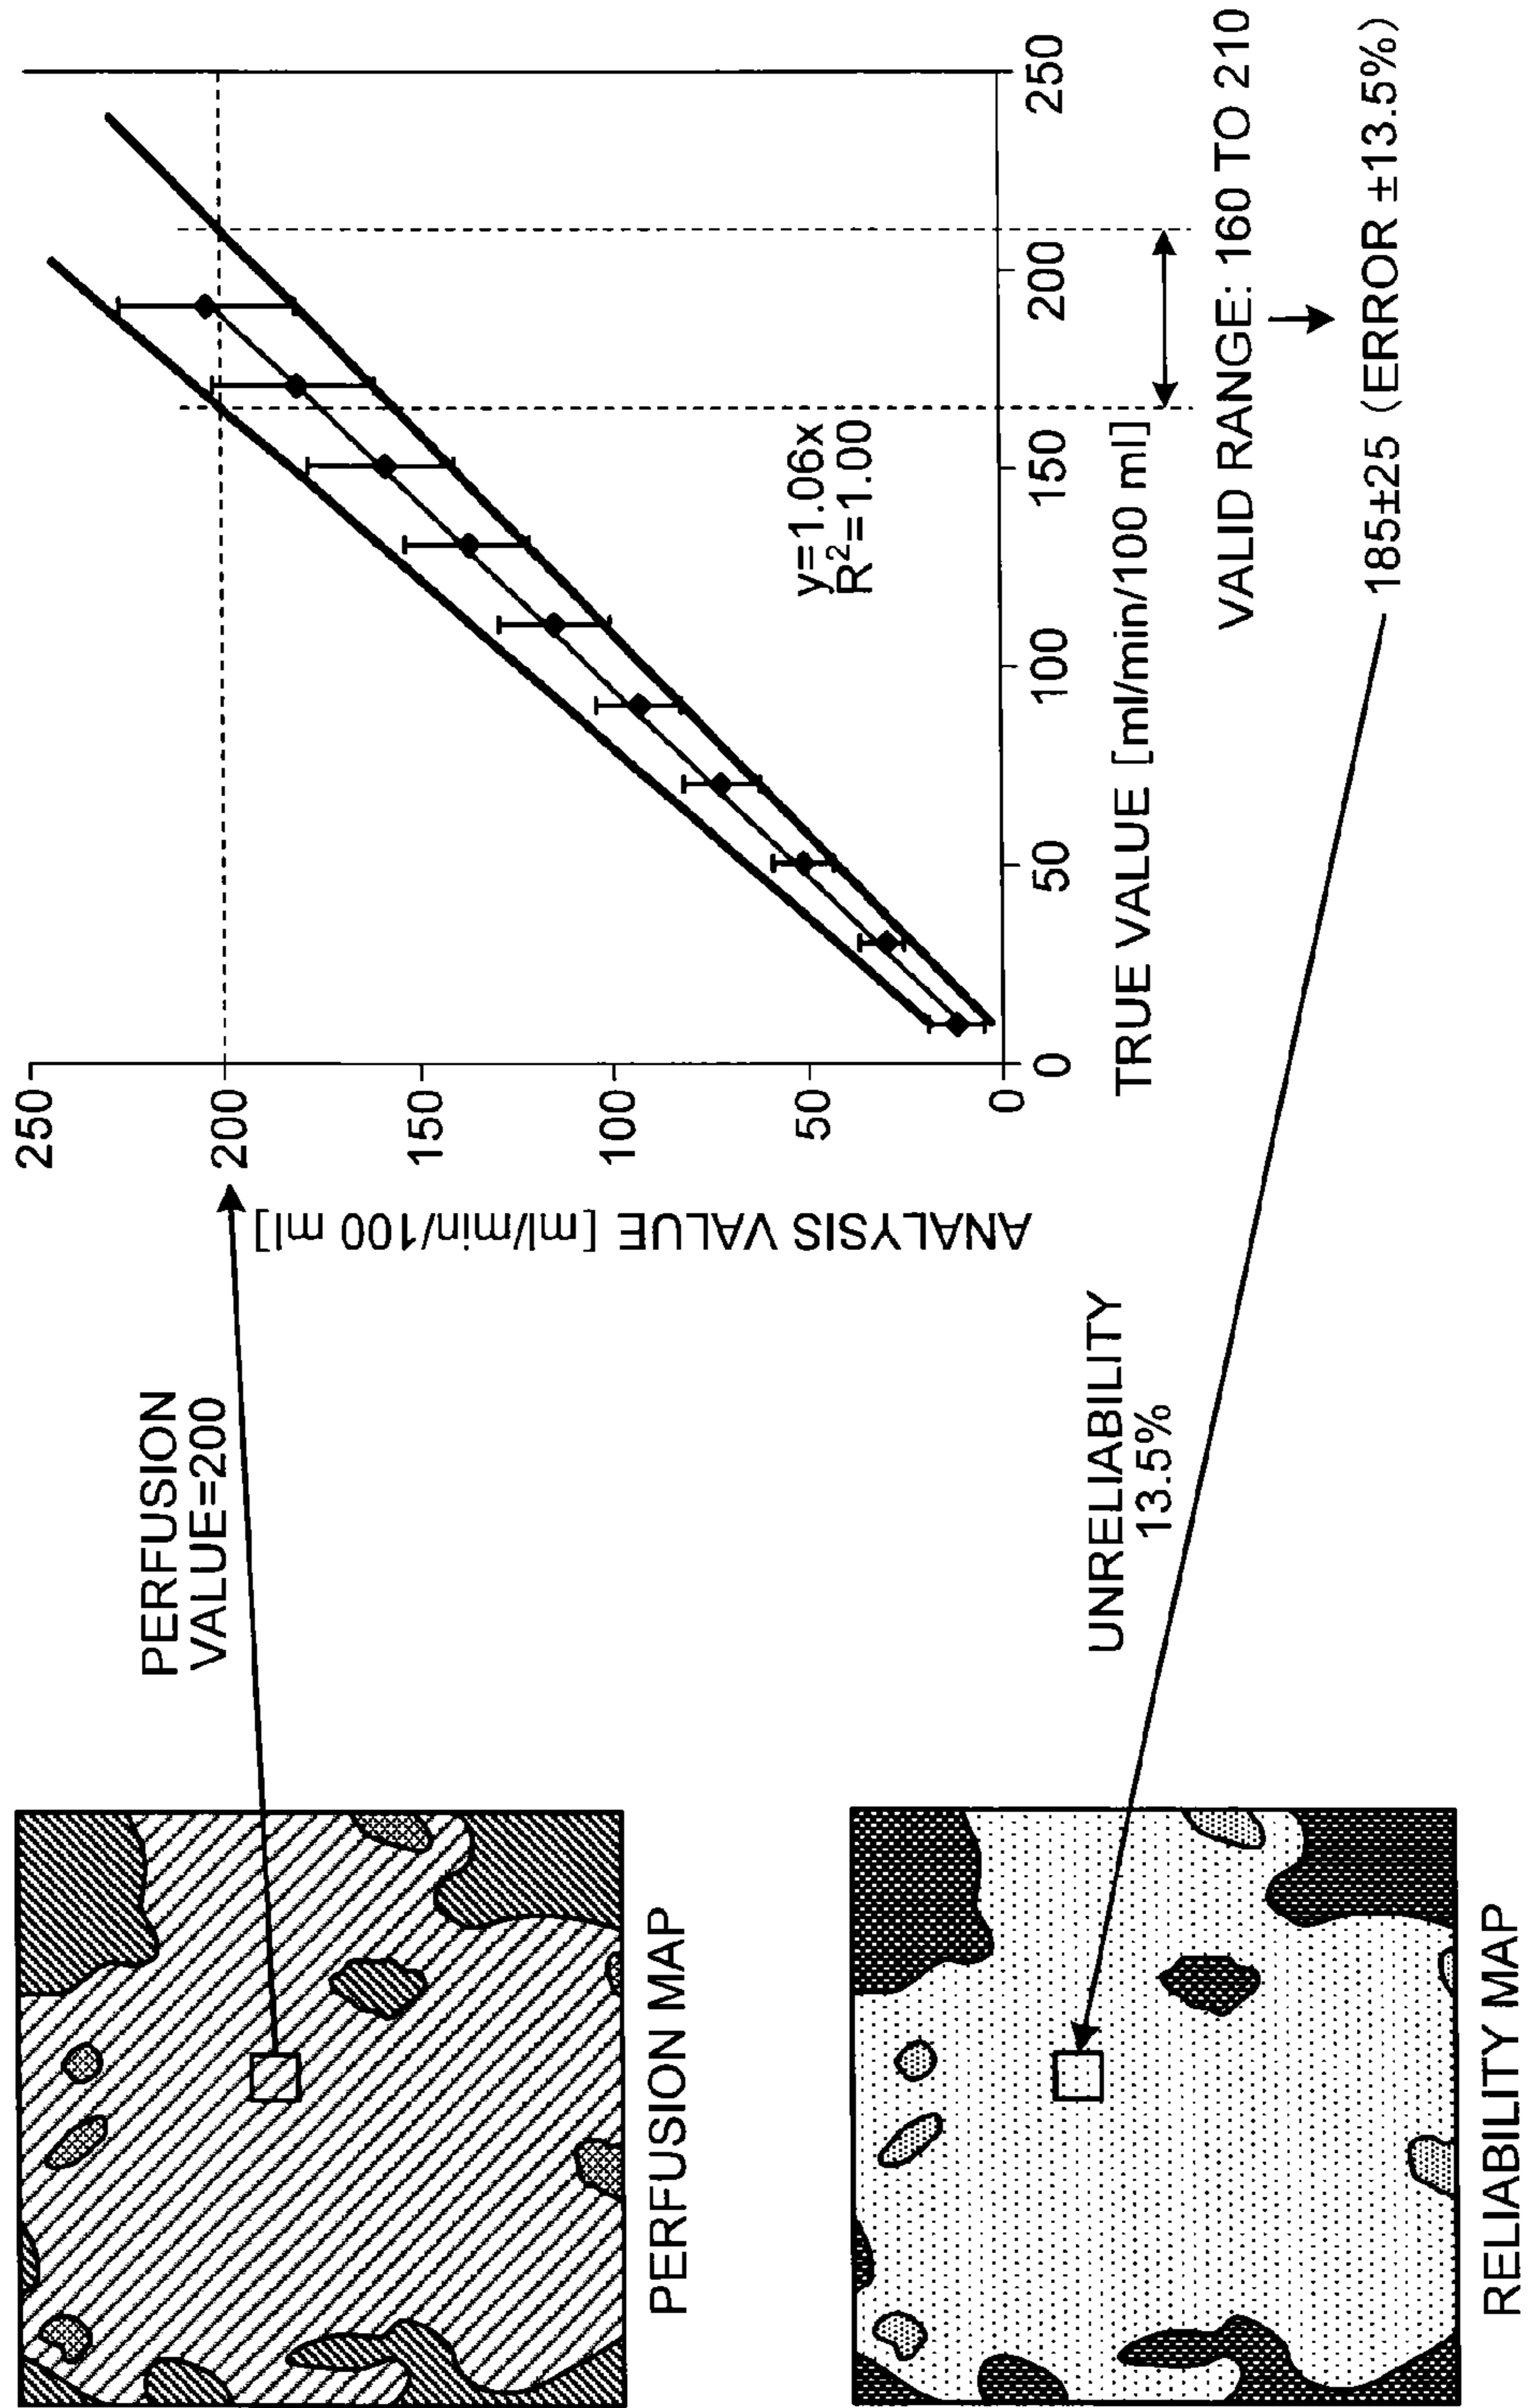 PERFUSION MAP
PERFUSION
VALUE=200
RELIABILITY MAP
UNRELIABILITY
13.5%
ANALYSIS VALUE [ml/min/100 ml]
250
200
150
100
50
0
y=1.06x
R²=1.00
0
50
100
150
200
250
TRUE VALUE [ml/min/100 ml]
VALID RANGE: 160 TO 210
185±25 (ERROR ±13.5%)